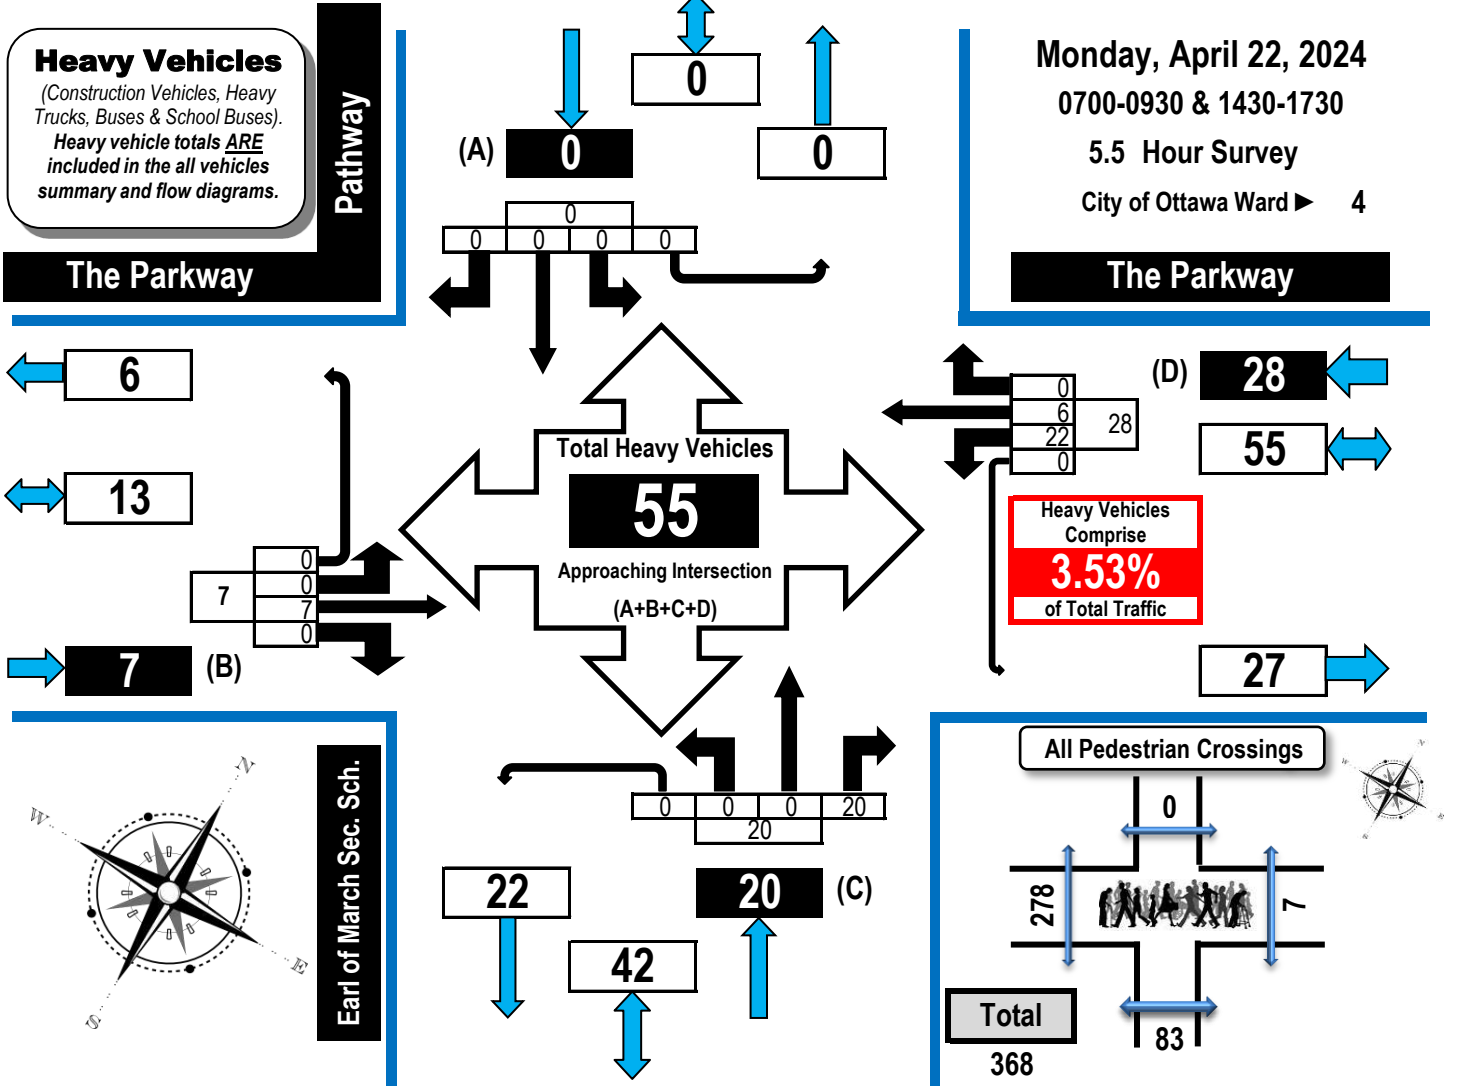 Heavy Vehicles
(Construction Vehicles, Heavy
Trucks, Buses & School Buses).
Heavy vehicle totals ARE
included in the all vehicles
summary and flow diagrams.
Pathway
The Parkway
0
(A) 0
0
0
0 0 0 0
Monday, April 22, 2024
0700-0930 & 1430-1730
5.5 Hour Survey
City of Ottawa Ward ► 4
The Parkway
6
13
0
0
7
7
0
7 (B)
Total Heavy Vehicles
55
Approaching Intersection
(A+B+C+D)
(D) 28
0
6
28
22
0
55
Heavy Vehicles
Comprise
3.53%
of Total Traffic
27
N
W
E
S
Earl of March Sec. Sch.
0 0 0 20
20
22
20 (C)
42
All Pedestrian Crossings
N
W
E
S
0
278
7
83
Total
368